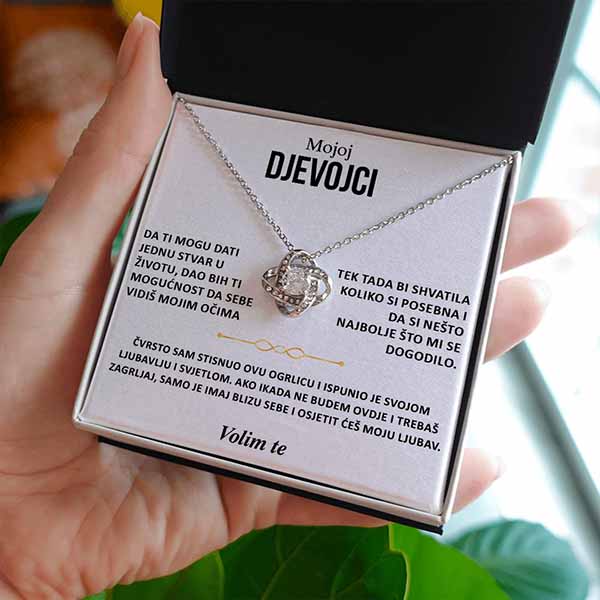 Mojoj
DJEVOJCI
DA TI MOGU DATI
JEDNU STVAR U
ŽIVOTU, DAO BIH TI
MOGUĆNOST DA SEBE
VIDIŠ MOJIM OČIMA
TEK TADA BI SHVATILA
KOLIKO SI POSEBNA I
DA SI NEŠTO
NAJBOLJE ŠTO MI SE
DOGODILO.
ČVRSTO SAM STISNUO OVU OGRLICU I ISPUNIO JE SVOJOM
LJUBAVLJU I SVJETLOM. AKO IKADA NE BUDEM OVDJE I TREBAŠ
ZAGRLJAJ, SAMO JE IMAJ BLIZU SEBE I OSJETIT ĆEŠ MOJU LJUBAV.
Volim te